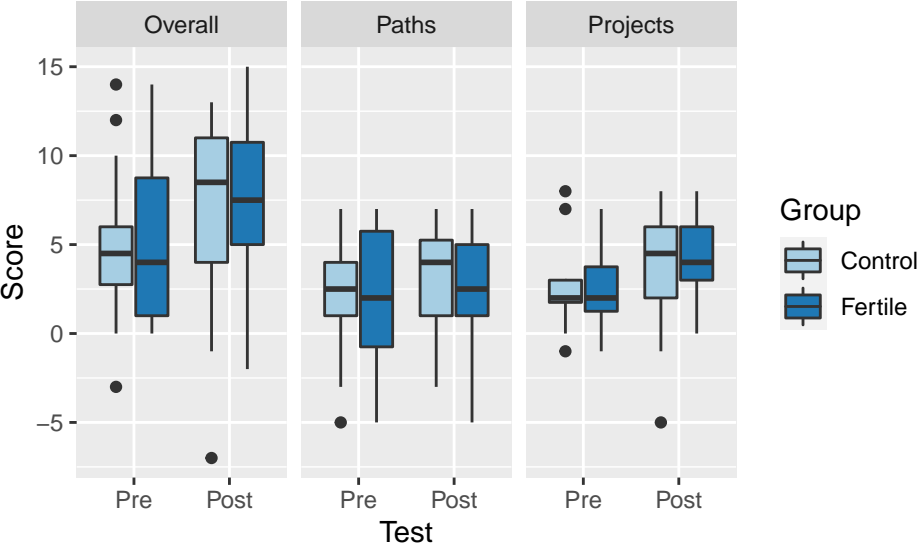 Overall
Paths
Projects
Score
15
10
5
0
−5
Pre
Post
Pre
Post
Pre
Post
Test
Group
Control
Fertile